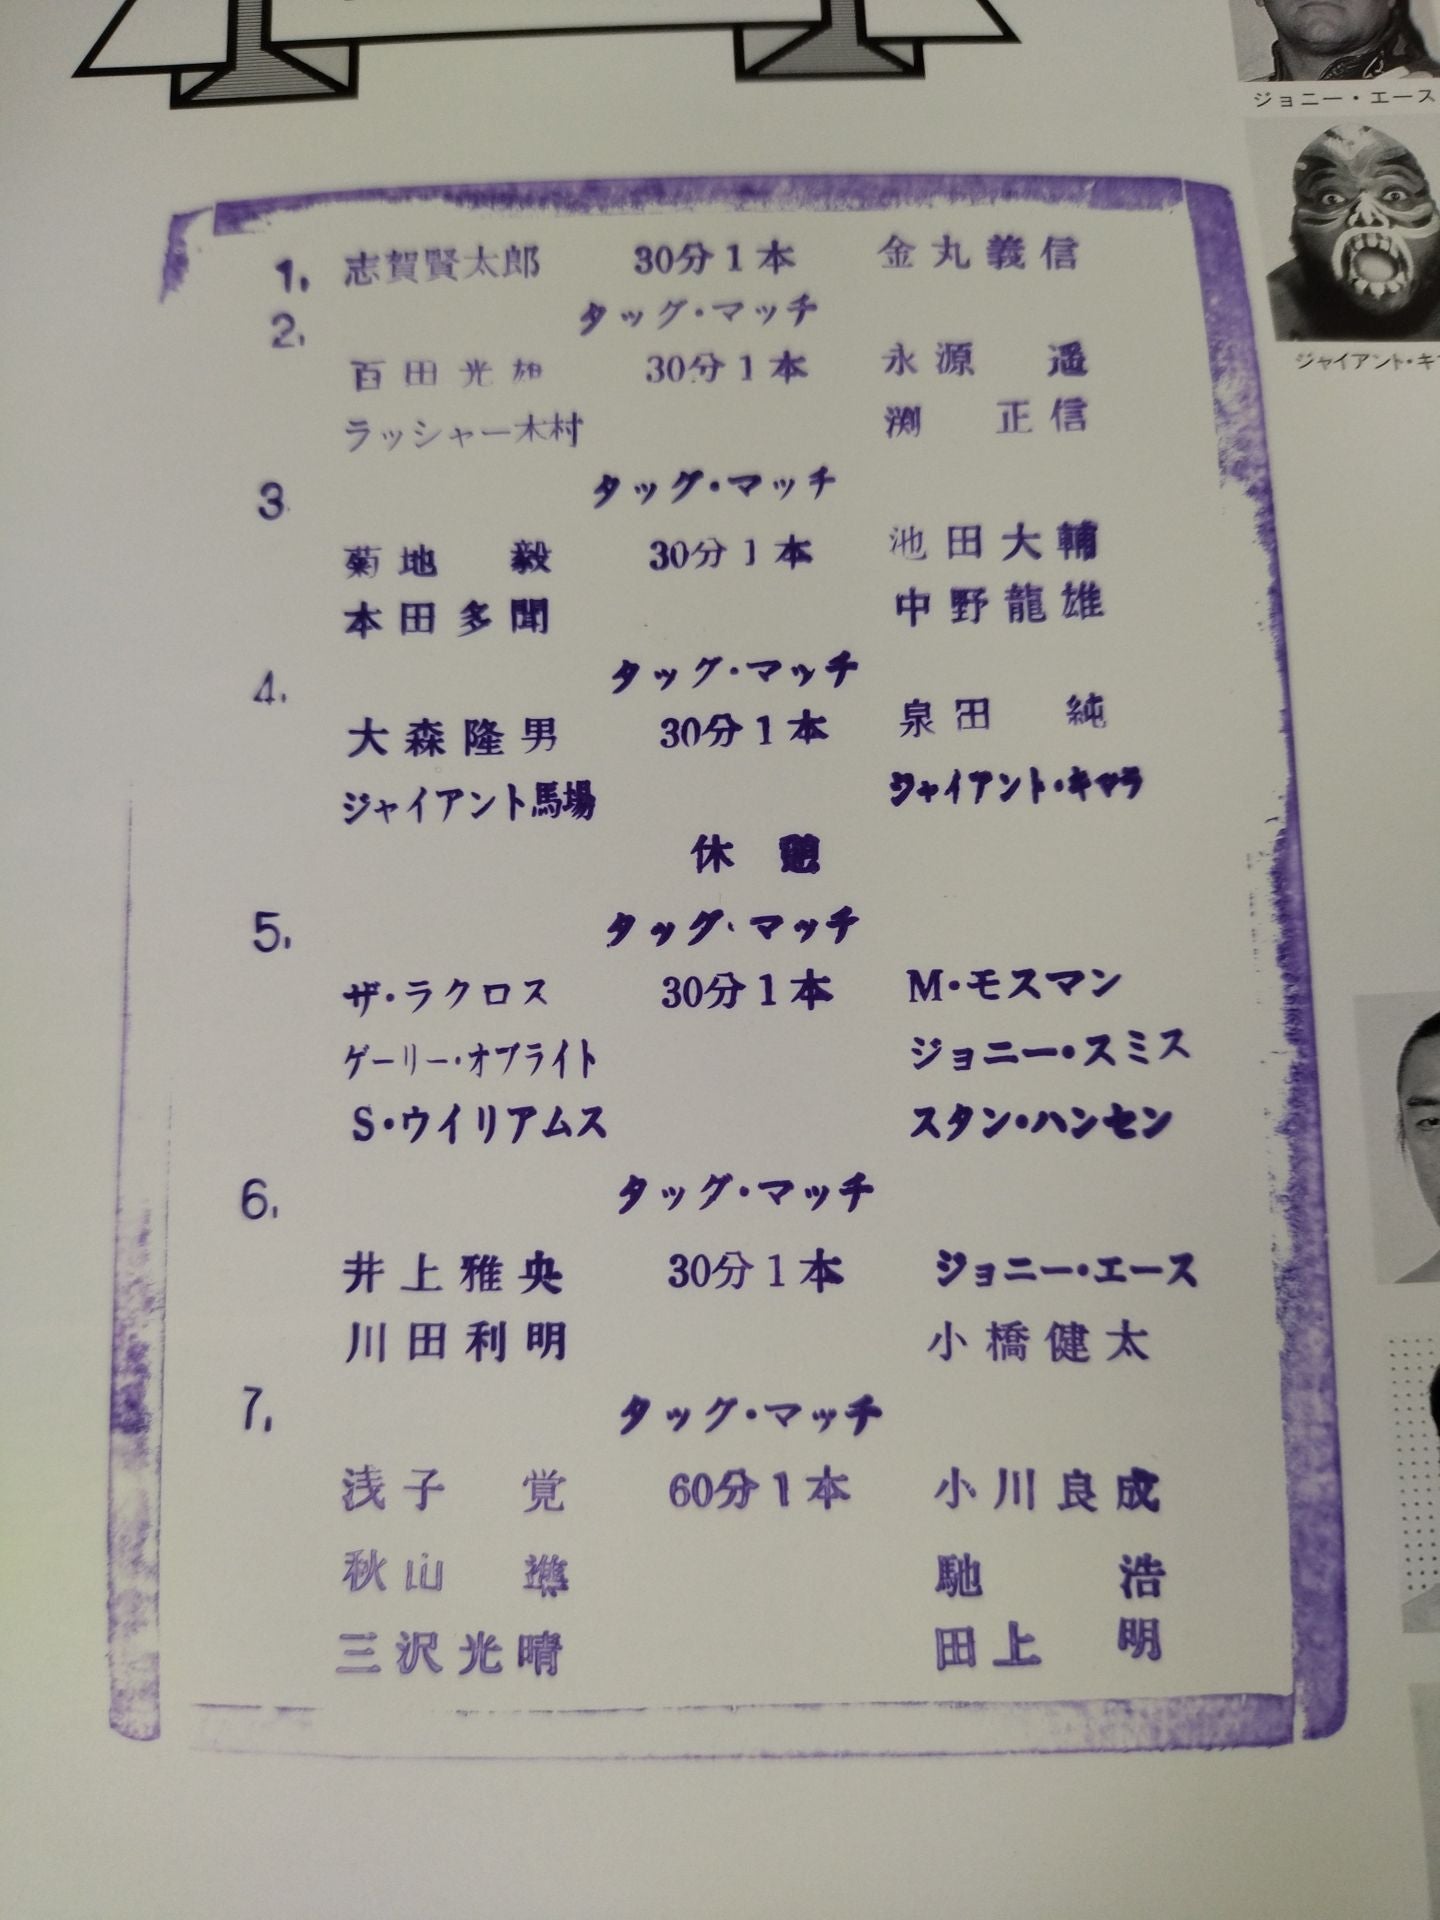 ジョニー・エース
ジャイアント・キ
1. 志賀賢太郎 30分1本 金丸義信
2. タッグ・マッチ
百田光雄 30分1本 永源 遥
ラッシャー木村 渕 正信
3 タッグ・マッチ
菊地 毅 30分1本 池田大輔
本田多聞 中野龍雄
4. タッグ・マッチ
大森隆男 30分1本 泉田 純
ジャイアント馬場 ジャイアント・キマラ
休 憩
5. タッグ・マッチ
ザ・ラクロス 30分1本 M・モスマン
ゲーリー・オブライト ジョニー・スミス
S・ウイリアムス スタン・ハンセン
6. タッグ・マッチ
井上雅央 30分1本 ジョニー・エース
川田利明 小橋健太
7. タッグ・マッチ
浅子 覚 60分1本 小川良成
秋山 準 馳 浩
三沢光晴 田上 明